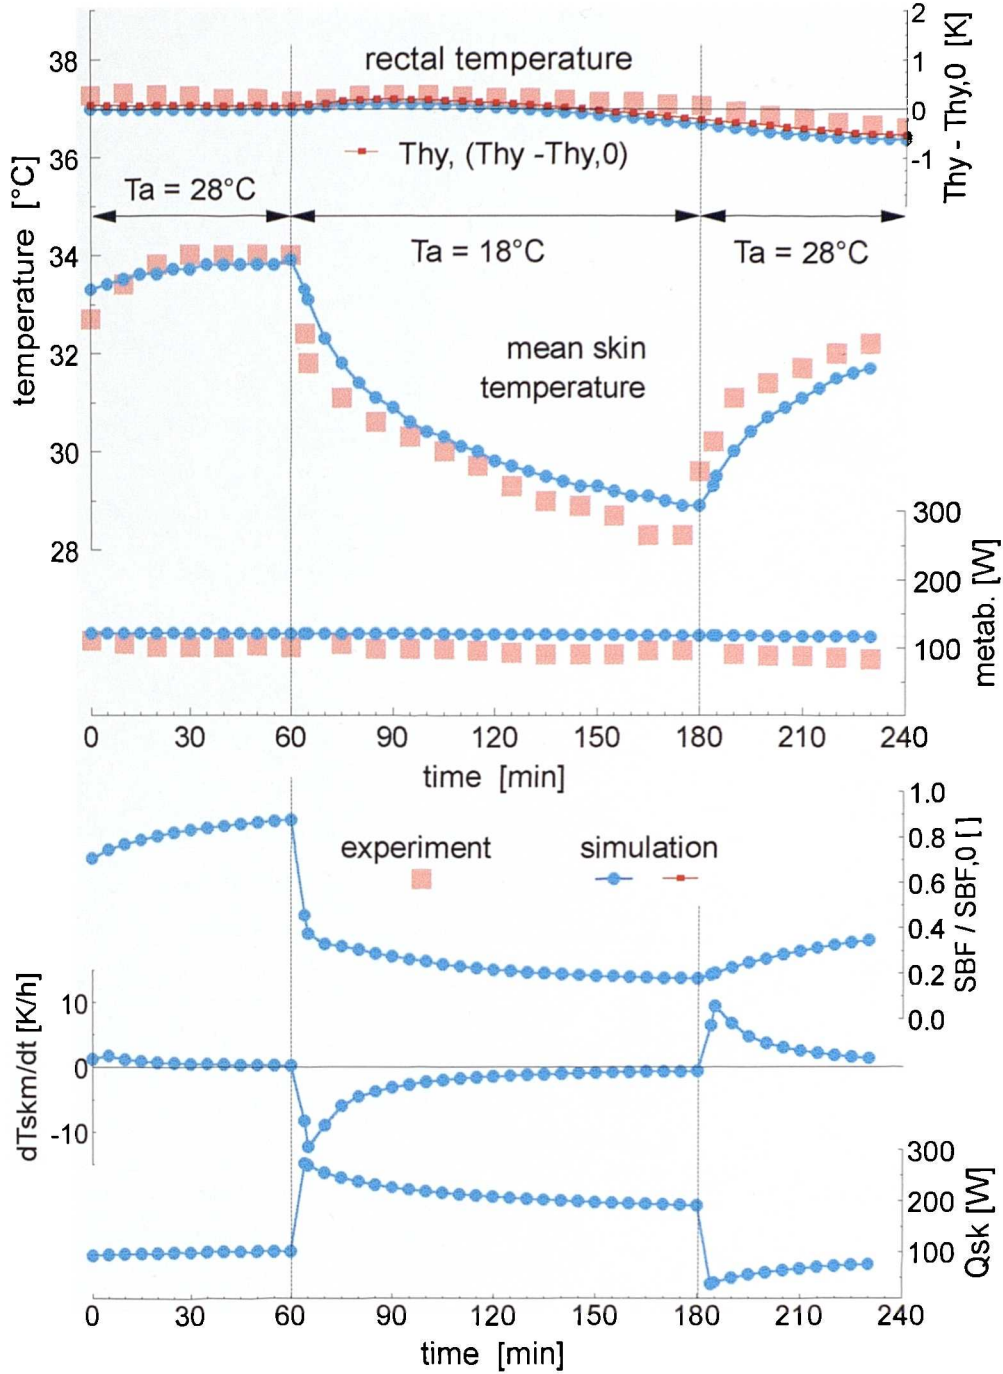 38
36
34
32
30
28
temperature [°C]
2
1
0
-1
Thy - Thy,0 [K]
rectal temperature
Thy, (Thy -Thy,0)
Ta = 28°C
Ta = 18°C
Ta = 28°C
mean skin
temperature
300
200
100
metab. [W]
0 30 60 90 120 150 180 210 240
time [min]
1.0
0.8
0.6
0.4
0.2
0.0
SBF / SBF,0 [ ]
experiment simulation
10
0
-10
dTskm/dt [K/h]
300
200
100
Qsk [W]
0 30 60 90 120 150 180 210 240
time [min]